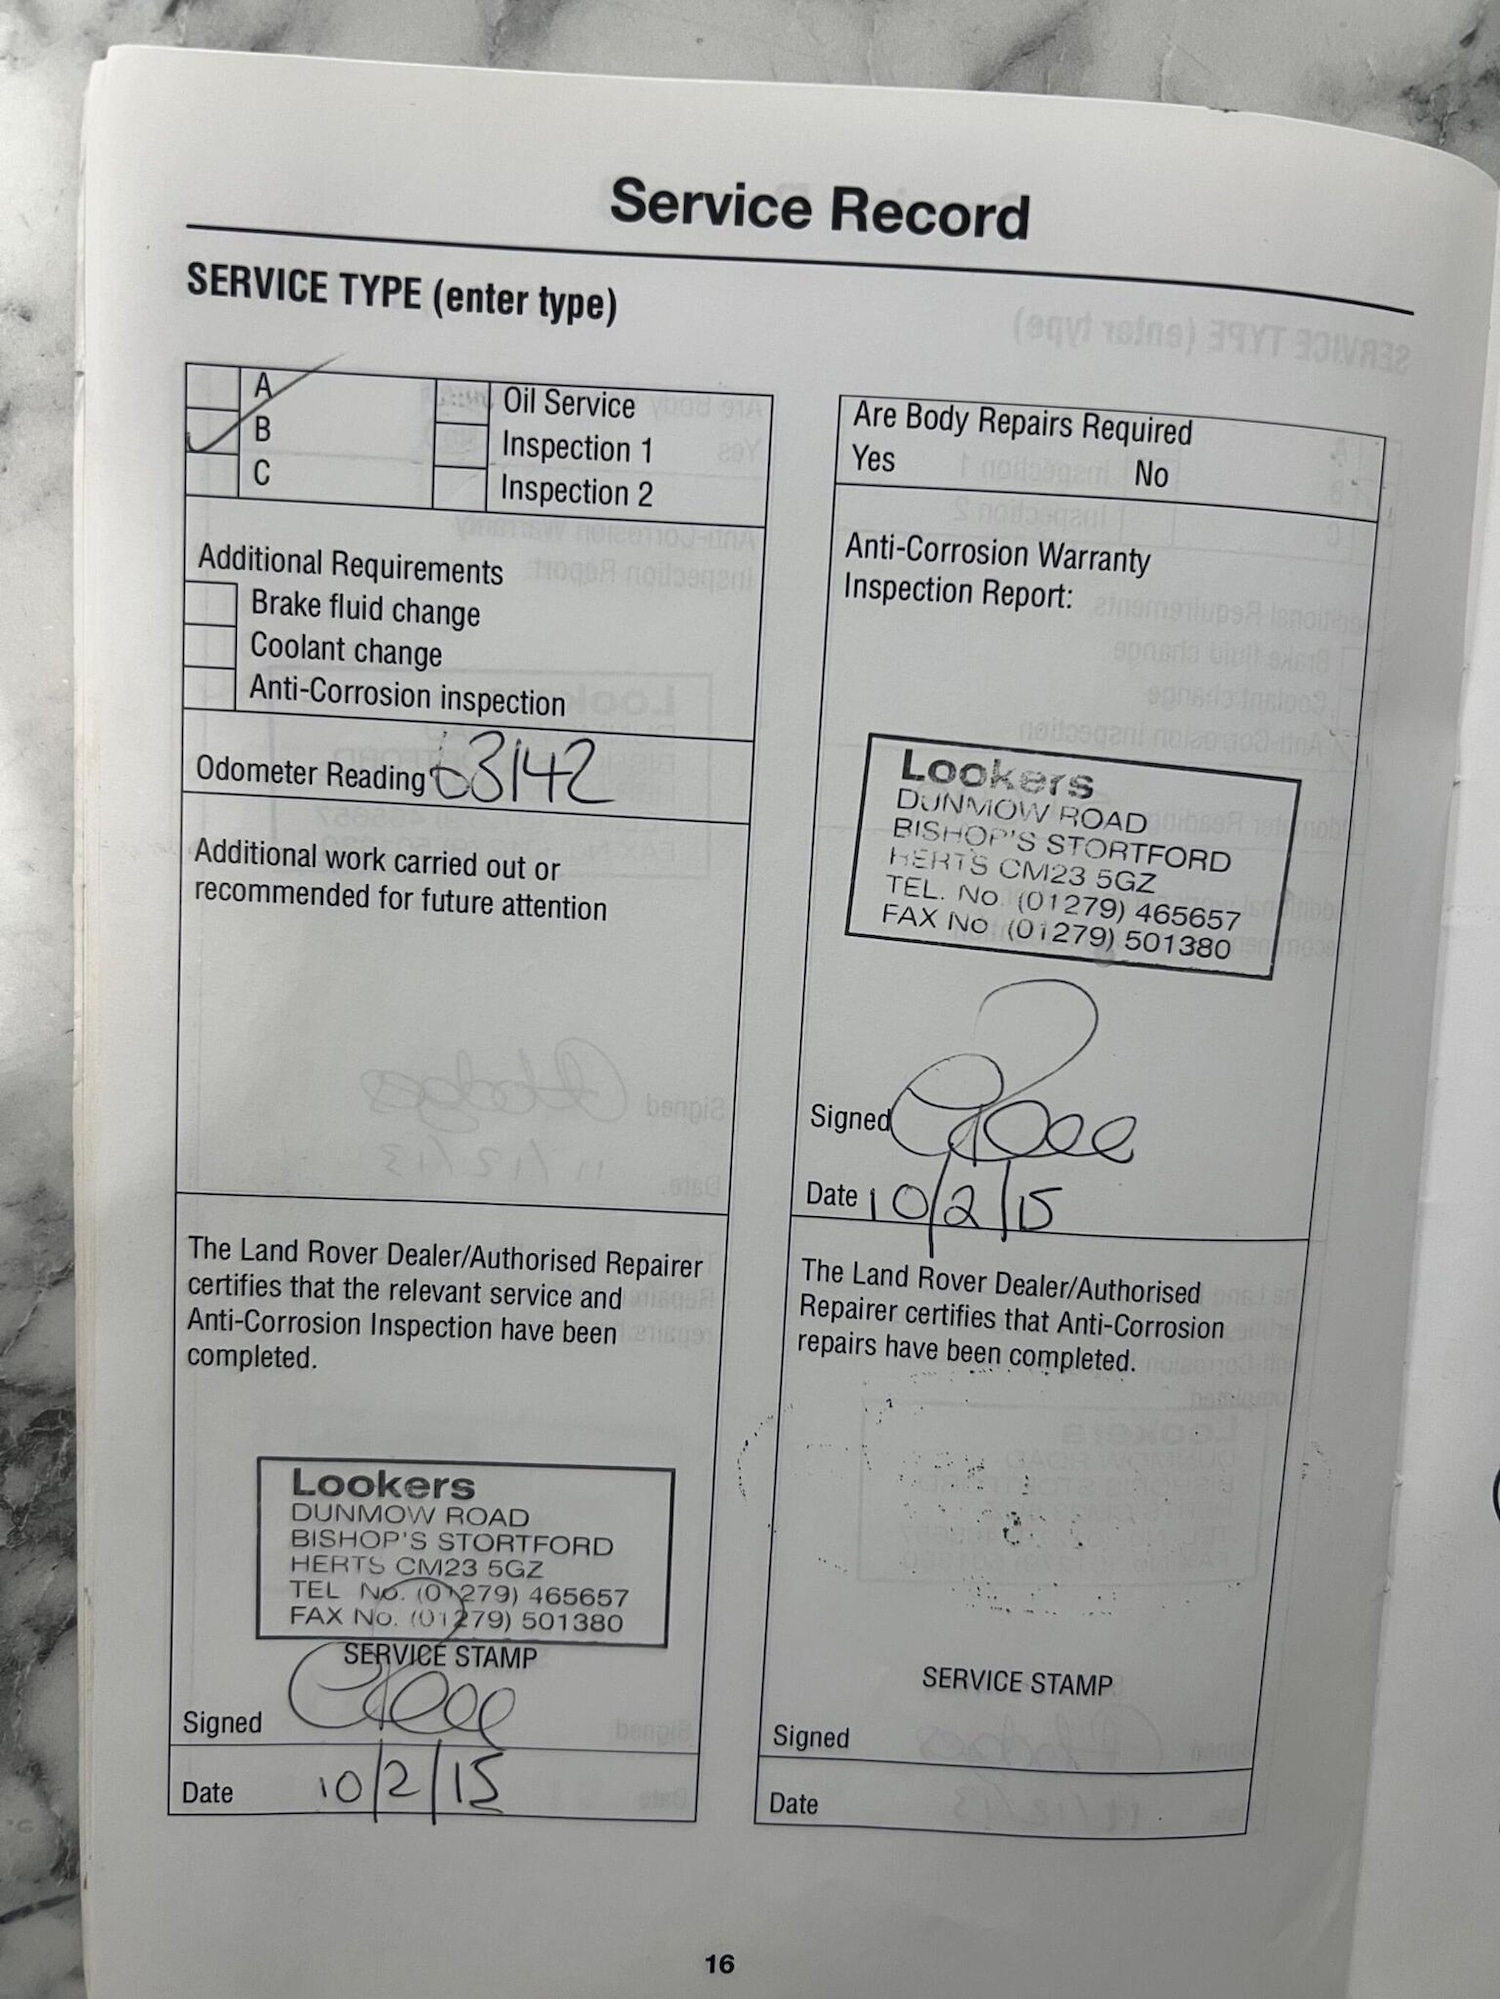 Service Record
SERVICE TYPE (enter type)
A
B
C
Oil Service
Inspection 1
Inspection 2
Additional Requirements
Brake fluid change
Coolant change
Anti-Corrosion inspection
Odometer Reading 63142
Additional work carried out or
recommended for future attention
The Land Rover Dealer/Authorised Repairer
certifies that the relevant service and
Anti-Corrosion Inspection have been
completed.
Lookers
DUNMOW ROAD
BISHOP'S STORTFORD
HERTS CM23 5GZ
TEL No. (01279) 465657
FAX No. (01279) 501380
SERVICE STAMP
Signed
Date 10/2/15
Are Body Repairs Required
Yes No
Anti-Corrosion Warranty
Inspection Report:
Lookers
DUNMOW ROAD
BISHOP'S STORTFORD
HERTS CM23 5GZ
TEL. No. (01279) 465657
FAX No (01279) 501380
Signed
Date 10/2/15
The Land Rover Dealer/Authorised
Repairer certifies that Anti-Corrosion
repairs have been completed.
SERVICE STAMP
Signed
Date
16